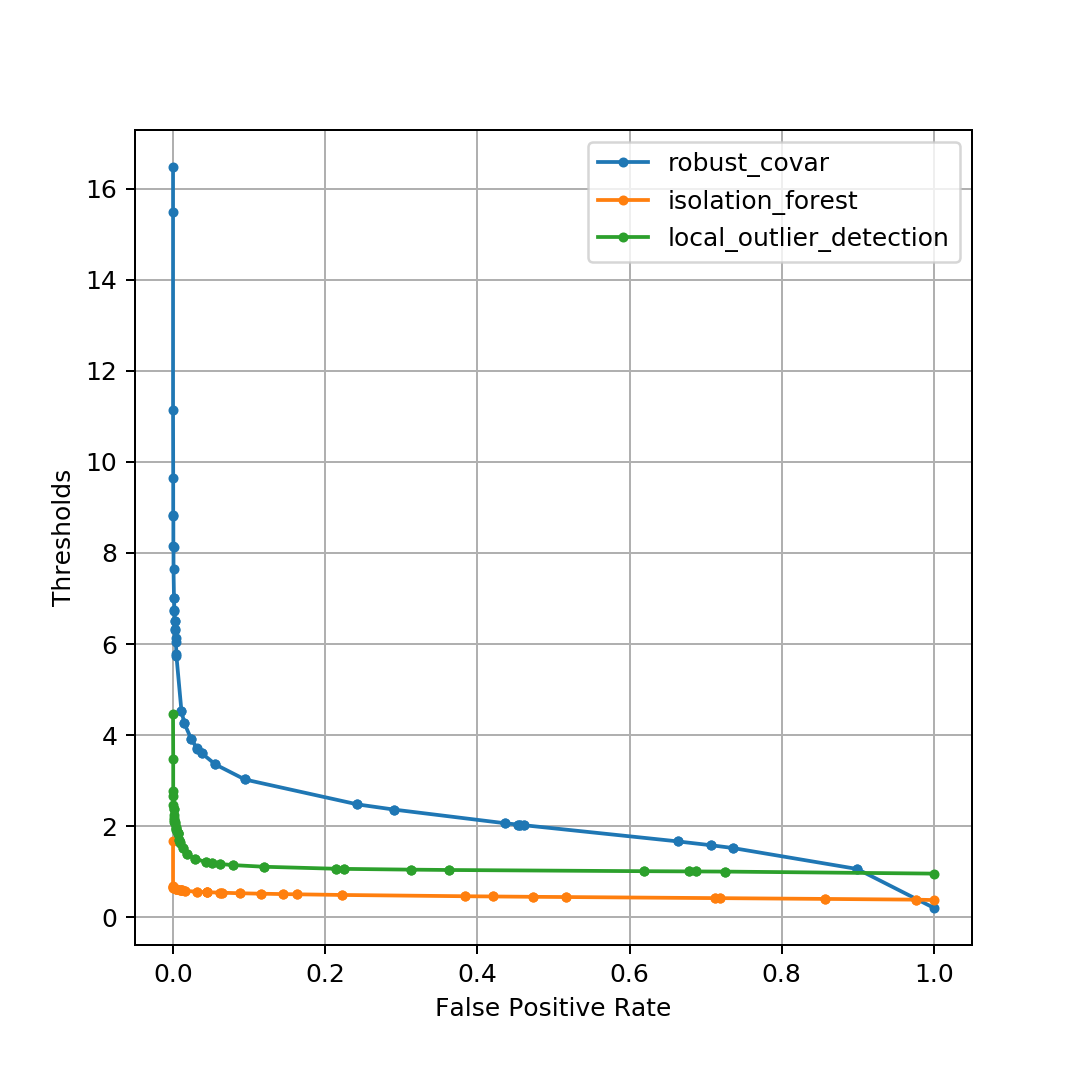 robust_covar
isolation_forest
local_outlier_detection
16
14
12
10
8
6
4
2
0
Thresholds
0.0 0.2 0.4 0.6 0.8 1.0
False Positive Rate